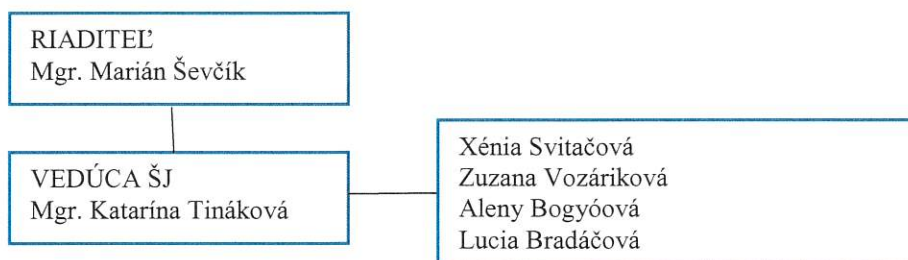 RIADITEĽ
Mgr. Marián Ševčík
VEDÚCA ŠJ
Mgr. Katarína Tináková
Xénia Svitačová
Zuzana Vozáriková
Aleny Bogyóová
Lucia Bradáčová